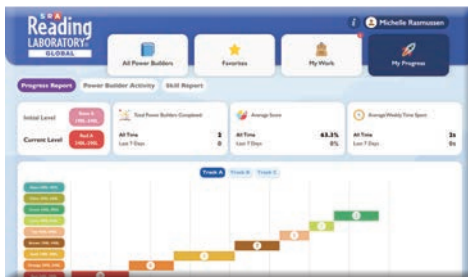 SRA
Reading
LABORATORY
GLOBAL
i Michelle Rasmussen
All Power Builders
Favorites
My Work
My Progress
Progress Report Power Builder Activity Skill Report
Initial Level
Current Level
Total Power Builders Completed
All Time 2
Last 7 Days 0
Average Score
All Time 63.3%
Last 7 Days 0%
Average Weekly Time Spent
All Time 2s
Last 7 Days 0s
Track A Track B Track C